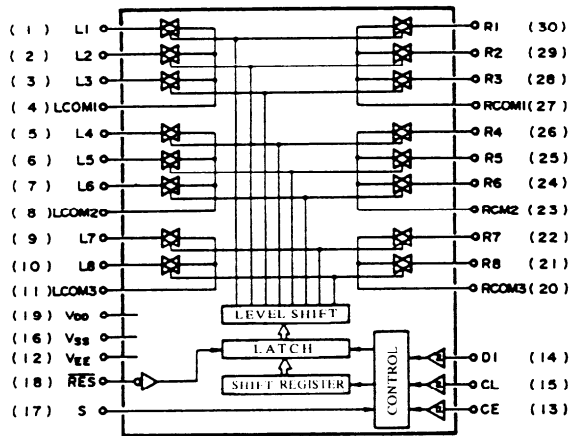 (1) L1 R1 (30)
(2) L2 R2 (29)
(3) L3 R3 (28)
(4) LCOM1 RCOM1 (27)
(5) L4 R4 (26)
(6) L5 R5 (25)
(7) L6 R6 (24)
(8) LCOM2 RCM2 (23)
(9) L7 R7 (22)
(10) L8 R8 (21)
(11) LCOM3 RCOM3 (20)
(19) VDD LEVEL SHIFT
(16) VSS LATCH
(12) VEE DI (14)
(18) RES SHIFT REGISTER CONTROL CL (15)
(17) S CE (13)